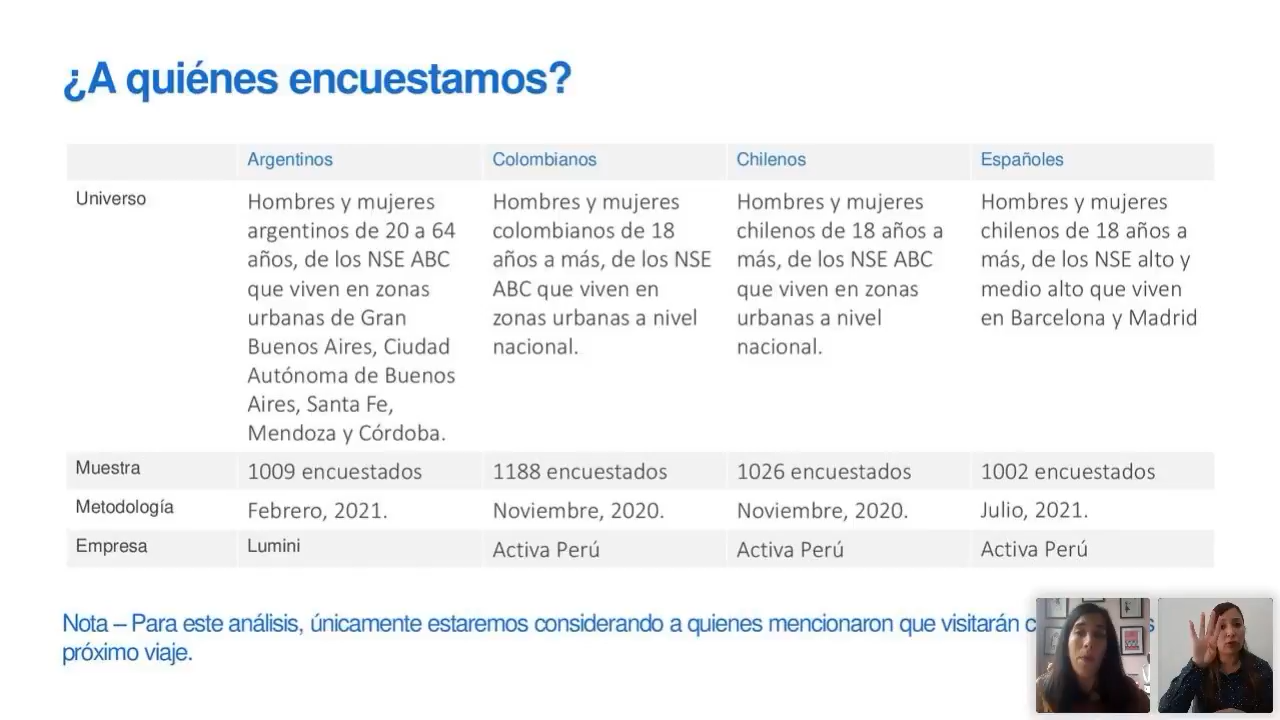 ¿A quiénes encuestamos?
Argentinos Colombianos Chilenos Españoles
Universo
Hombres y mujeres
argentinos de 20 a 64
años, de los NSE ABC
que viven en zonas
urbanas de Gran
Buenos Aires, Ciudad
Autónoma de Buenos
Aires, Santa Fe,
Mendoza y Córdoba.
Hombres y mujeres
colombianos de 18
años a más, de los NSE
ABC que viven en
zonas urbanas a nivel
nacional.
Hombres y mujeres
chilenos de 18 años a
más, de los NSE ABC
que viven en zonas
urbanas a nivel
nacional.
Hombres y mujeres
chilenos de 18 años a
más, de los NSE alto y
medio alto que viven
en Barcelona y Madrid
Muestra 1009 encuestados 1188 encuestados 1026 encuestados 1002 encuestados
Metodología Febrero, 2021. Noviembre, 2020. Noviembre, 2020. Julio, 2021.
Empresa Lumini Activa Perú Activa Perú Activa Perú
Nota – Para este análisis, únicamente estaremos considerando a quienes mencionaron que visitarán
próximo viaje.